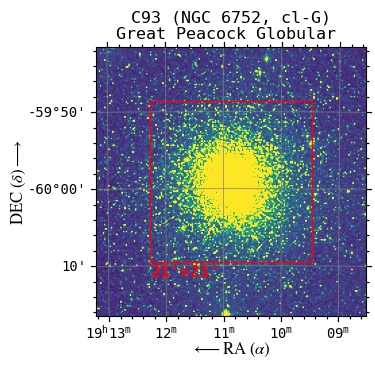 C93 (NGC 6752, cl-G)
Great Peacock Globular
DEC (δ) ⟶
-59°50'
-60°00'
10'
21'×21'
19ʰ13ᵐ 12ᵐ 11ᵐ 10ᵐ 09ᵐ
⟵ RA (α)